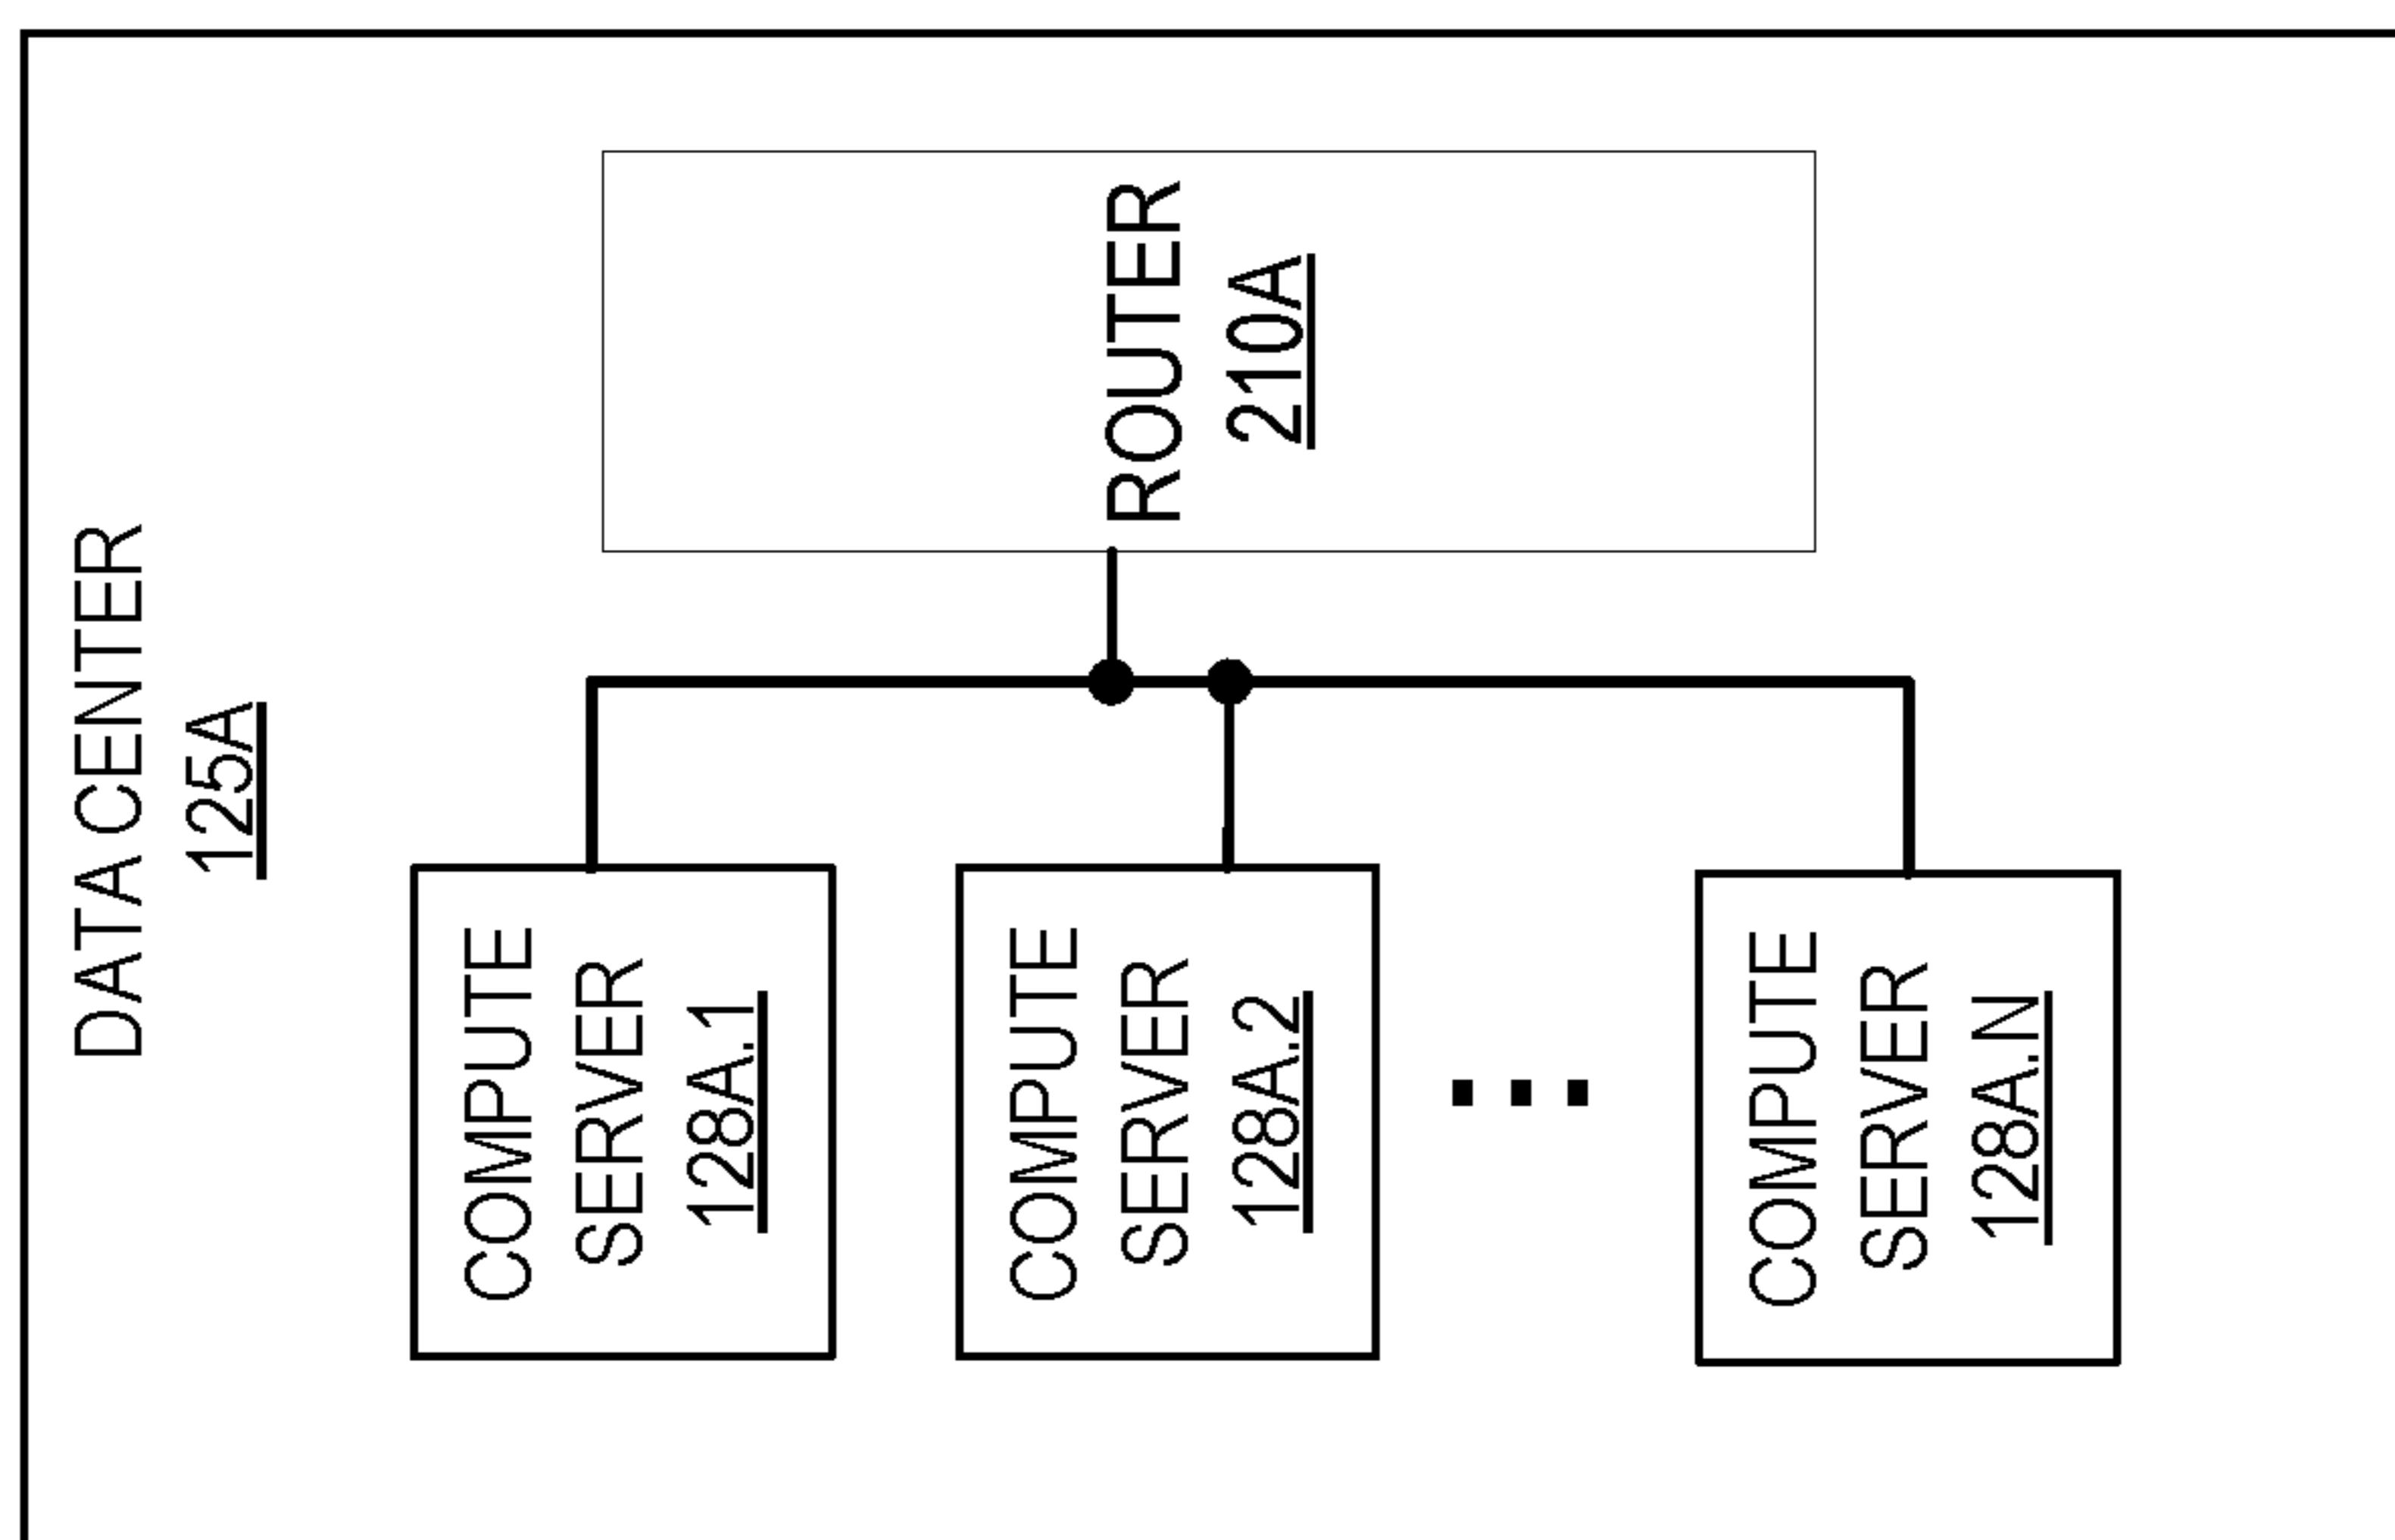 DATA CENTER
125A
ROUTER
210A
COMPUTE
SERVER
128A.1
COMPUTE
SERVER
128A.2
COMPUTE
SERVER
128A.N